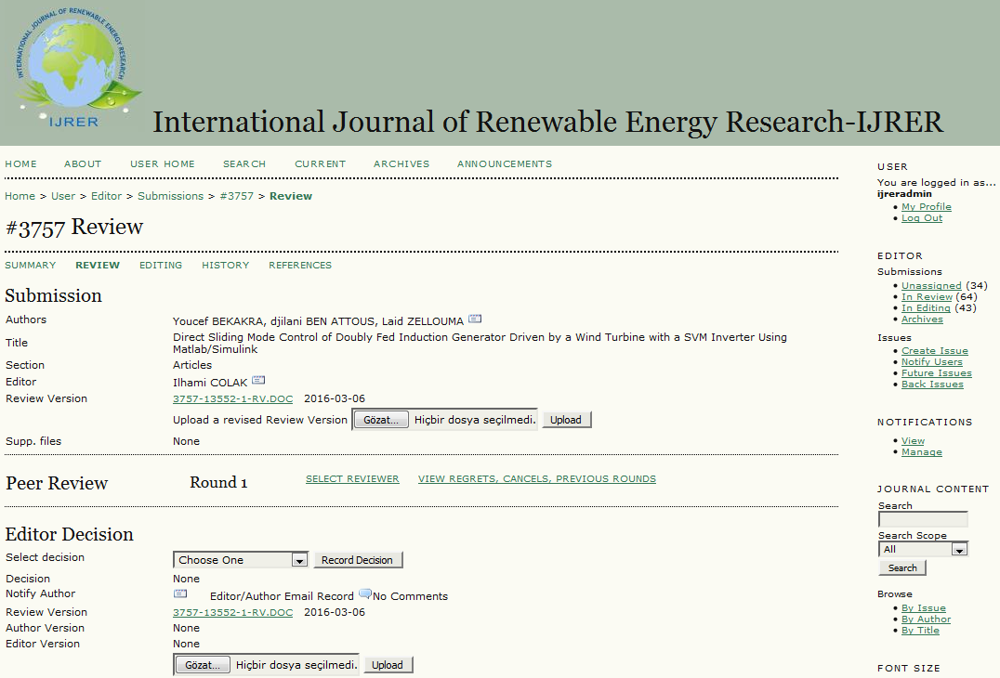 INTERNATIONAL JOURNAL OF RENEWABLE ENERGY RESEARCH
IJRER
International Journal of Renewable Energy Research-IJRER
HOME ABOUT USER HOME SEARCH CURRENT ARCHIVES ANNOUNCEMENTS
Home > User > Editor > Submissions > #3757 > Review
#3757 Review
SUMMARY REVIEW EDITING HISTORY REFERENCES
Submission
Authors Youcef BEKAKRA, djilani BEN ATTOUS, Laid ZELLOUMA
Title Direct Sliding Mode Control of Doubly Fed Induction Generator Driven by a Wind Turbine with a SVM Inverter Using
Matlab/Simulink
Section Articles
Editor Ilhami COLAK
Review Version 3757-13552-1-RV.DOC 2016-03-06
Upload a revised Review Version Gözat... Hiçbir dosya seçilmedi. Upload
Supp. files None
Peer Review Round 1 SELECT REVIEWER VIEW REGRETS, CANCELS, PREVIOUS ROUNDS
Editor Decision
Select decision Choose One Record Decision
Decision None
Notify Author Editor/Author Email Record No Comments
Review Version 3757-13552-1-RV.DOC 2016-03-06
Author Version None
Editor Version None
Gözat... Hiçbir dosya seçilmedi. Upload
USER
You are logged in as...
ijreradmin
My Profile
Log Out
EDITOR
Submissions
Unassigned (34)
In Review (64)
In Editing (43)
Archives
Issues
Create Issue
Notify Users
Future Issues
Back Issues
NOTIFICATIONS
View
Manage
JOURNAL CONTENT
Search
Search Scope
All
Search
Browse
By Issue
By Author
By Title
FONT SIZE